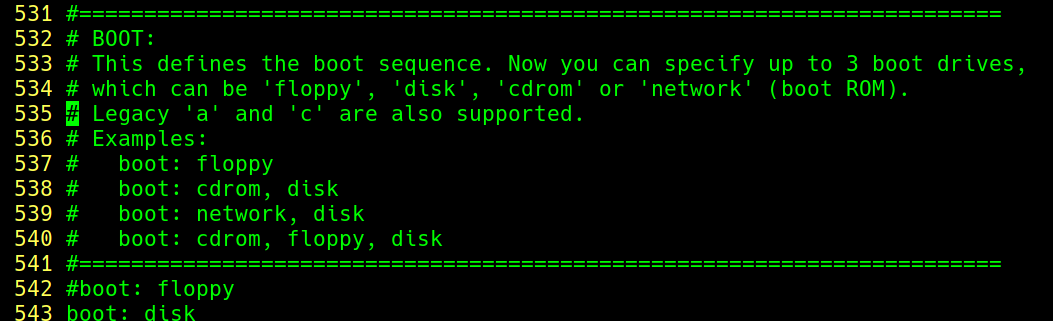 531 #=======================================================================
532 # BOOT:
533 # This defines the boot sequence. Now you can specify up to 3 boot drives,
534 # which can be 'floppy', 'disk', 'cdrom' or 'network' (boot ROM).
535 # Legacy 'a' and 'c' are also supported.
536 # Examples:
537 #   boot: floppy
538 #   boot: cdrom, disk
539 #   boot: network, disk
540 #   boot: cdrom, floppy, disk
541 #=======================================================================
542 #boot: floppy
543 boot: disk